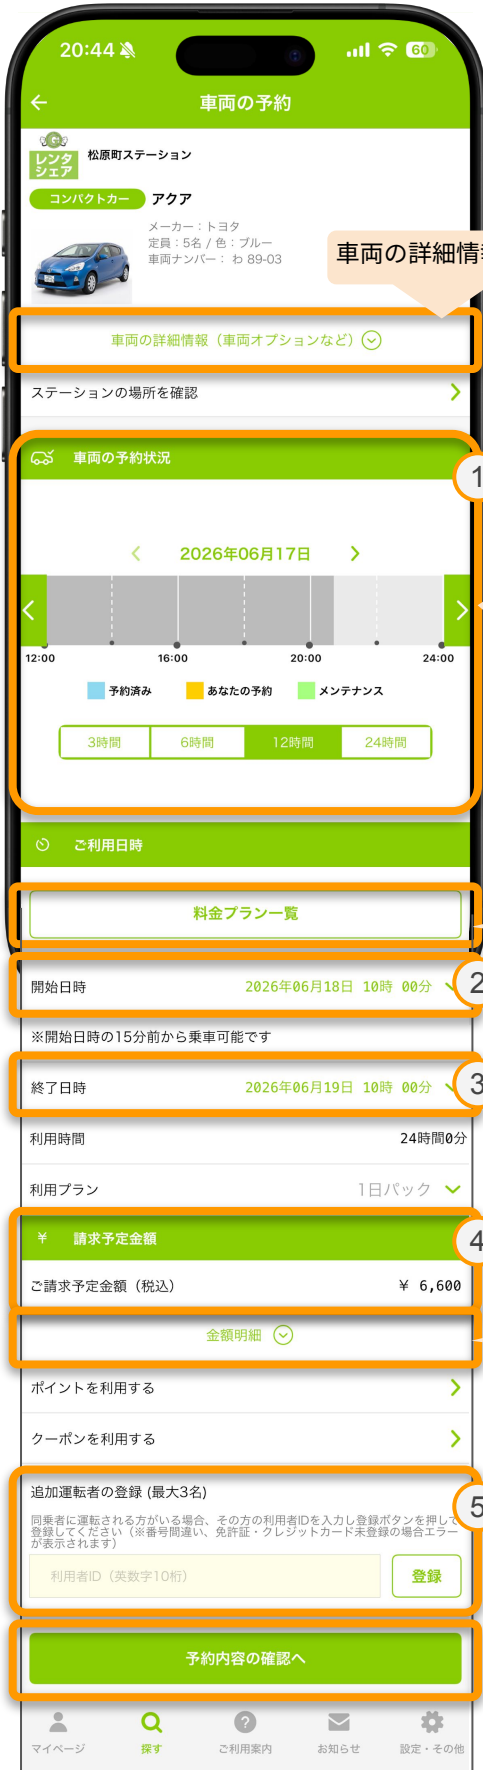 20:44
60
車両の予約
レンタ
シェア
松原町ステーション
コンパクトカー
アクア
メーカー：トヨタ
定員：5名 / 色：ブルー
車両ナンバー： わ 89-03
車両の詳細情
車両の詳細情報（車両オプションなど）
ステーションの場所を確認
車両の予約状況
1
2026年06月17日
12:00 16:00 20:00 24:00
予約済み あなたの予約 メンテナンス
3時間 6時間 12時間 24時間
ご利用日時
料金プラン一覧
開始日時 2026年06月18日 10時 00分
2
※開始日時の15分前から乗車可能です
終了日時 2026年06月19日 10時 00分
3
利用時間 24時間0分
利用プラン 1日パック
¥ 請求予定金額
4
ご請求予定金額（税込） ¥ 6,600
金額明細
ポイントを利用する
クーポンを利用する
追加運転者の登録 (最大3名)
5
同乗者に運転される方がいる場合、その方の利用者IDを入力し登録ボタンを押して
登録してください（※番号間違い、免許証・クレジットカード未登録の場合エラー
が表示されます）
利用者ID（英数字10桁） 登録
予約内容の確認へ
マイページ 探す ご利用案内 お知らせ 設定・その他